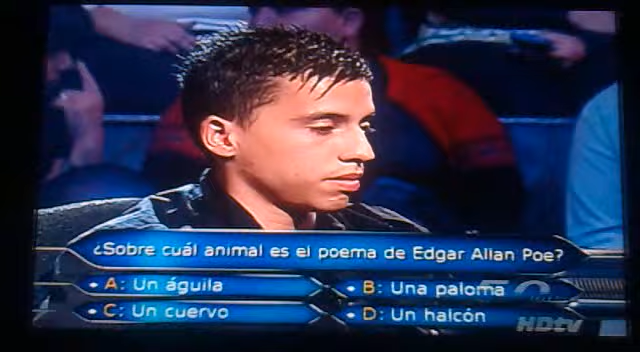 ¿Sobre cuál animal es el poema de Edgar Allan Poe?
A: Un águila
B: Una paloma
C: Un cuervo
D: Un halcón
HDtv